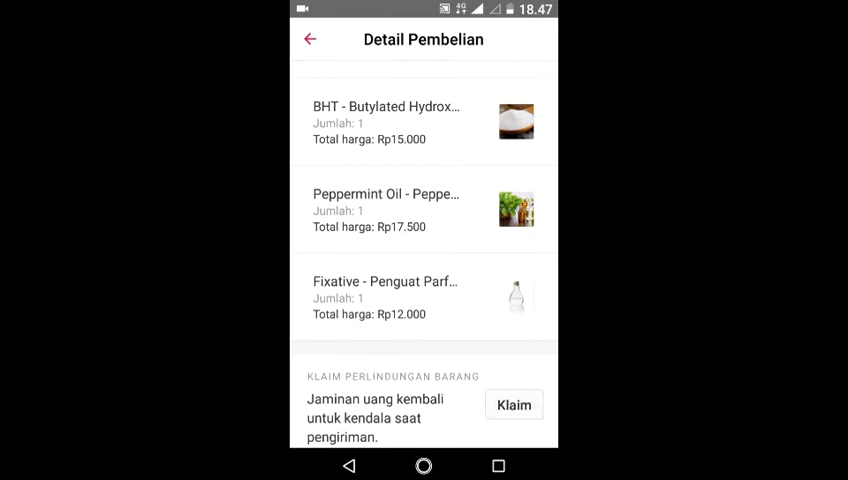 4G 18.47
Detail Pembelian
BHT - Butylated Hydrox...
Jumlah: 1
Total harga: Rp15.000
Peppermint Oil - Peppe...
Jumlah: 1
Total harga: Rp17.500
Fixative - Penguat Parf...
Jumlah: 1
Total harga: Rp12.000
KLAIM PERLINDUNGAN BARANG
Jaminan uang kembali
untuk kendala saat
pengiriman.
Klaim